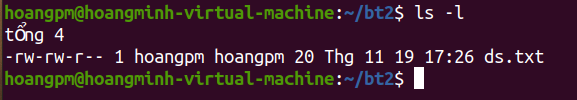 hoangpm@hoangminh-virtual-machine:~/bt2$ ls -l
tổng 4
-rw-rw-r-- 1 hoangpm hoangpm 20 Thg 11 19 17:26 ds.txt
hoangpm@hoangminh-virtual-machine:~/bt2$